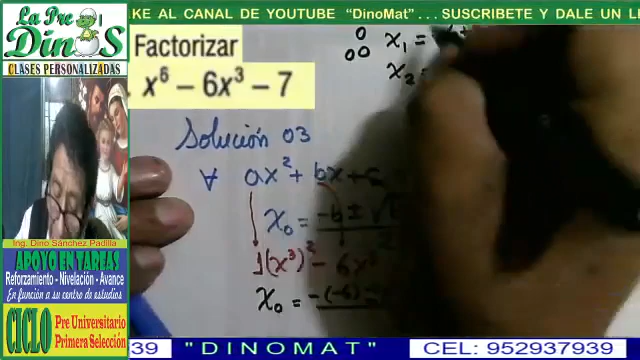 La Pre
DINOS
CLASES PERSONALIZADAS
KE AL CANAL DE YOUTUBE "DinoMat"... SUSCRIBETE Y DALE UN LI
Factorizar
x⁶ − 6x³ − 7
x₁ =
x₂ =
Solución 03
∀ ax² + bx + c
x₀ = −b ± √
1(x³)² − 6x³
x₀ = −(−6)
Ing. Dino Sánchez Padilla
APOYO EN TAREAS
Reforzamiento - Nivelación - Avance
En función a su centro de estudios
CICLO Pre Universitario
Primera Selección
39 "DINOMAT" CEL: 952937939